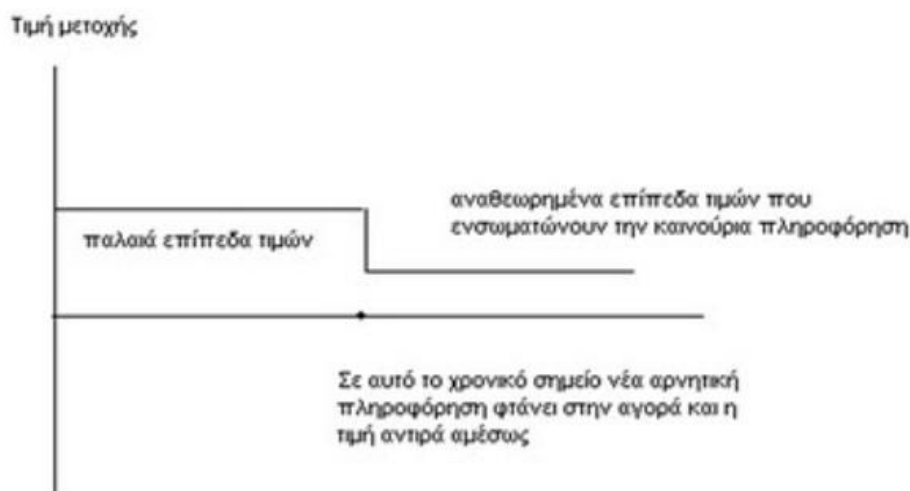 Τιμή μετοχής
αναθεωρημένα επίπεδα τιμών που
ενσωματώνουν την καινούρια πληροφόρηση
παλαιά επίπεδα τιμών
Σε αυτό το χρονικό σημείο νέα αρνητική
πληροφόρηση φτάνει στην αγορά και η
τιμή αντιρά αμέσως